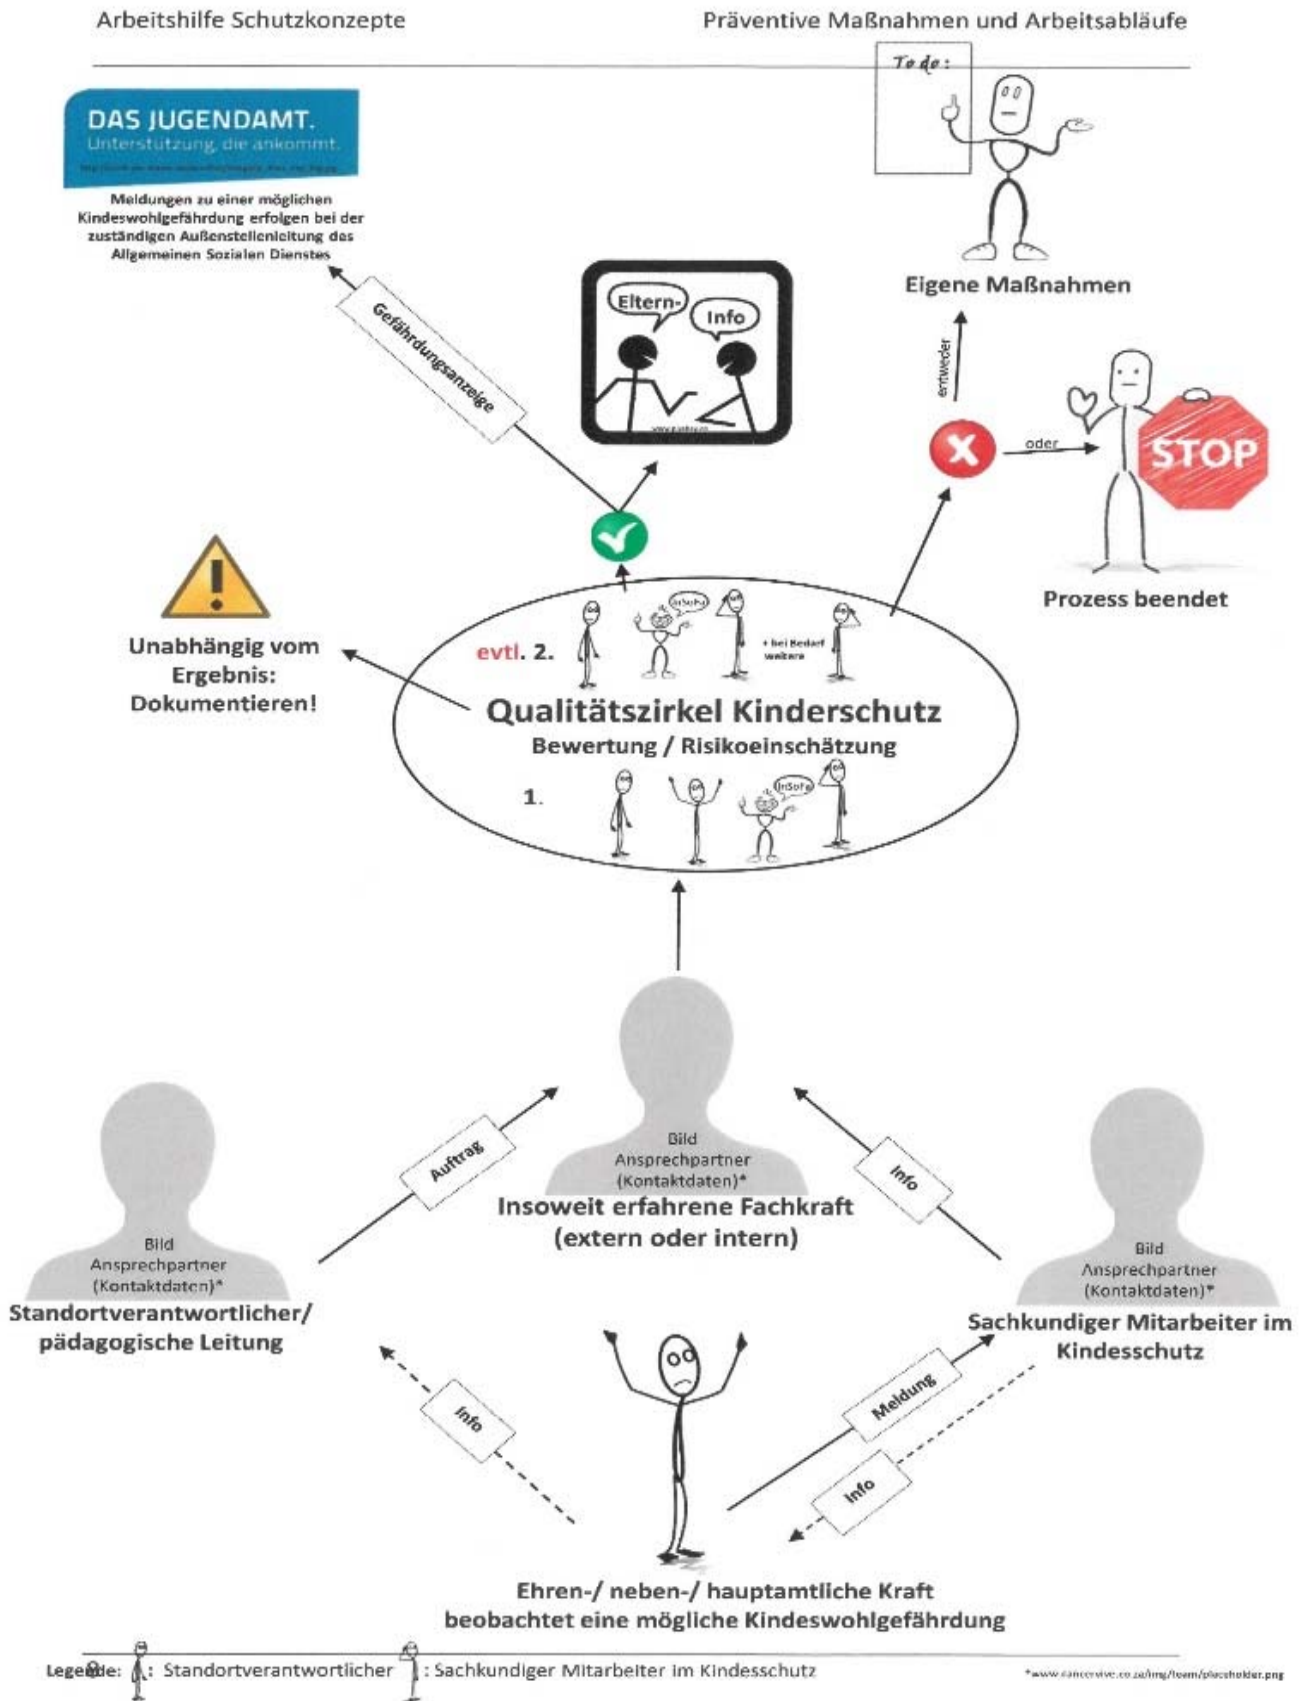 Arbeitshilfe Schutzkonzepte
Präventive Maßnahmen und Arbeitsabläufe
To do:
DAS JUGENDAMT.
Unterstützung, die ankommt.
Meldungen zu einer möglichen
Kindeswohlgefährdung erfolgen bei der
zuständigen Außenstellenleitung des
Allgemeinen Sozialen Dienstes
Eigene Maßnahmen
Eltern-
Info
Gefährdungsanzeige
entweder
oder
STOP
Prozess beendet
Unabhängig vom
Ergebnis:
Dokumentieren!
evtl. 2.
InSoFa
+ bei Bedarf
weitere
Qualitätszirkel Kinderschutz
Bewertung / Risikoeinschätzung
1.
InSoFa
Bild
Ansprechpartner
(Kontaktdaten)*
Insoweit erfahrene Fachkraft
(extern oder intern)
Auftrag
Info
Bild
Ansprechpartner
(Kontaktdaten)*
Standortverantwortlicher/
pädagogische Leitung
Bild
Ansprechpartner
(Kontaktdaten)*
Sachkundiger Mitarbeiter im
Kindesschutz
Info
Meldung
Info
Ehren-/ neben-/ hauptamtliche Kraft
beobachtet eine mögliche Kindeswohlgefährdung
Legende: : Standortverantwortlicher : Sachkundiger Mitarbeiter im Kindesschutz